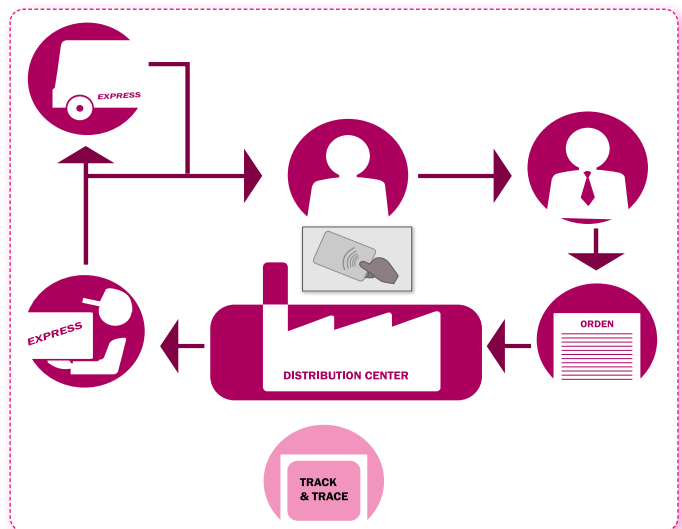 EXPRESS
EXPRESS
ORDEN
DISTRIBUTION CENTER
TRACK
& TRACE